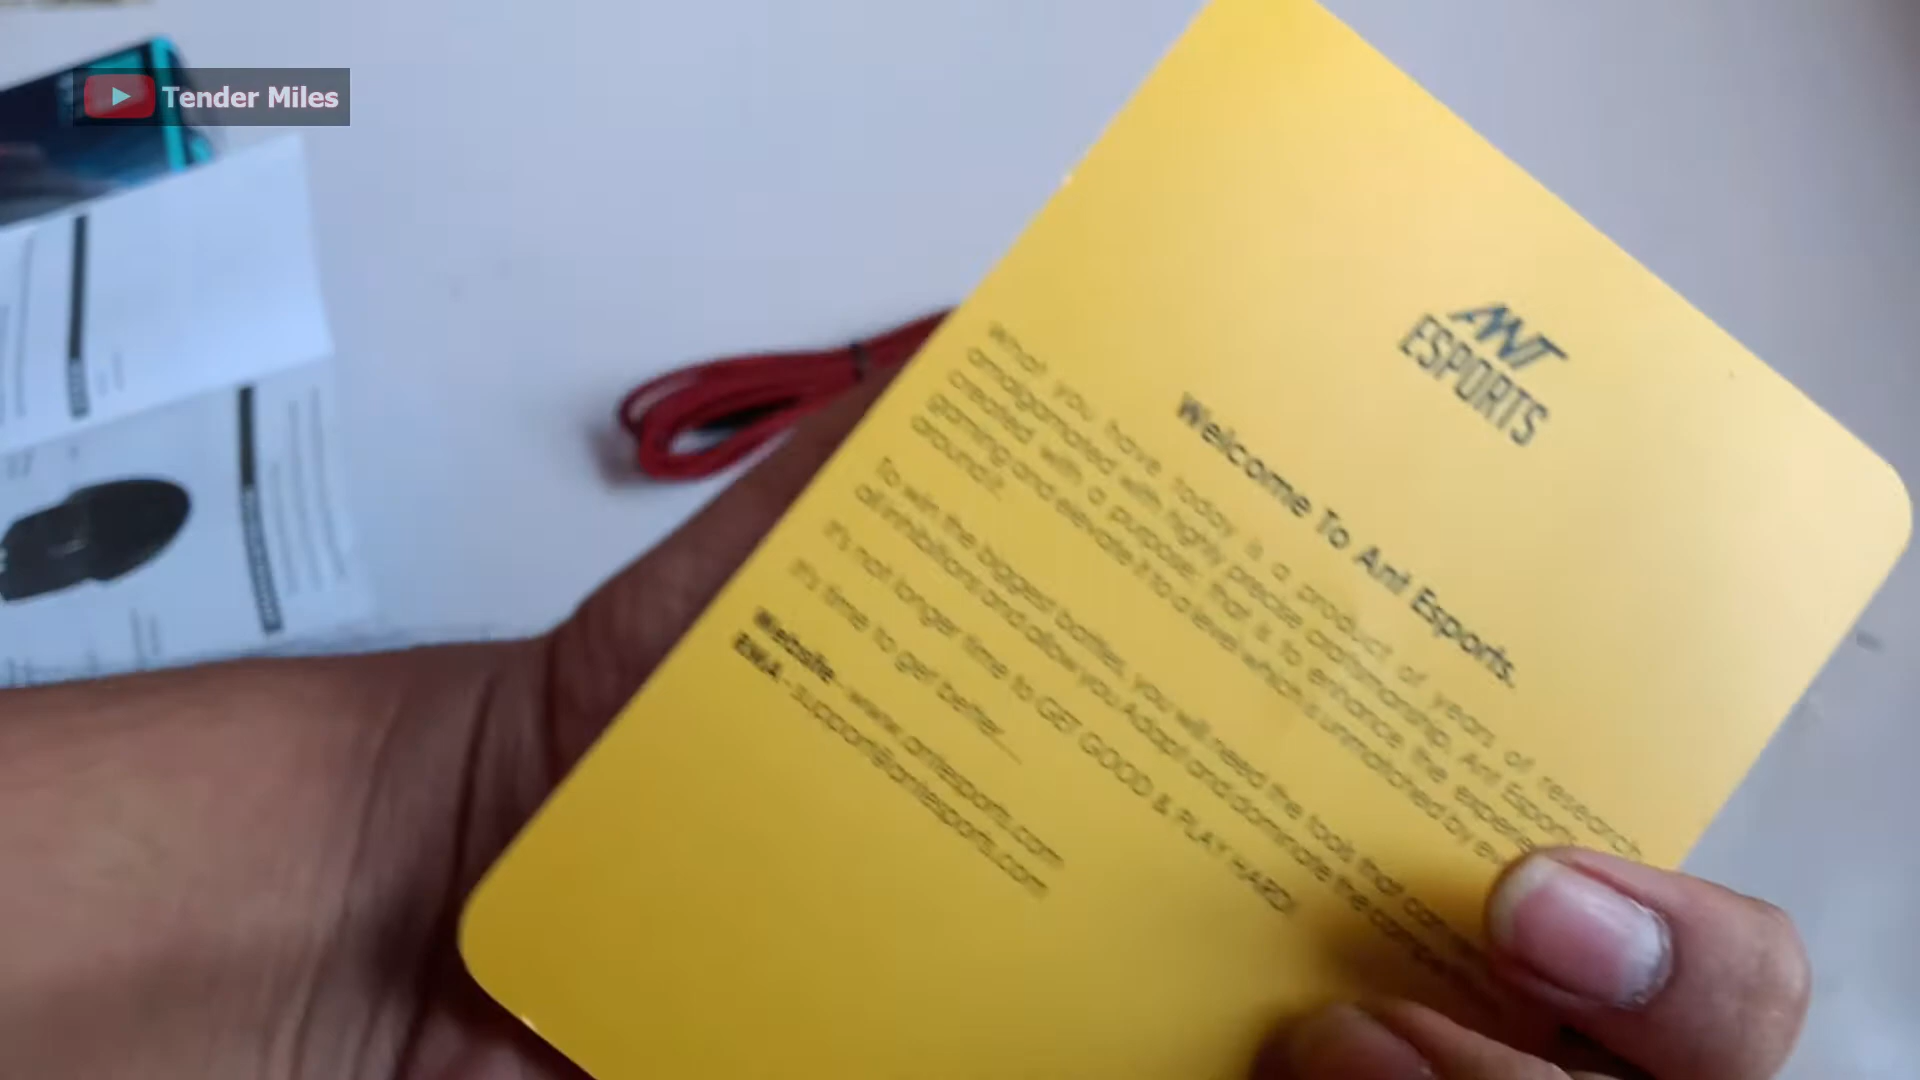 Tender Miles
ANT
ESPORTS
Welcome To Ant Esports.
What you have today is a product of years of research
amalgamated with highly precise craftsmanship. Ant Esports
created with a purpose; that is to enhance the
gaming and elevate it to a level which is unmatched by
around it.
To win the biggest battles, you will need the tools that can
all inhibitions and allow you Adapt and dominate the
It's not longer time to GET GOOD & PLAY HARD!
It's time to get better...
Website - www.antesports.com
EMEA - support@antesports.com